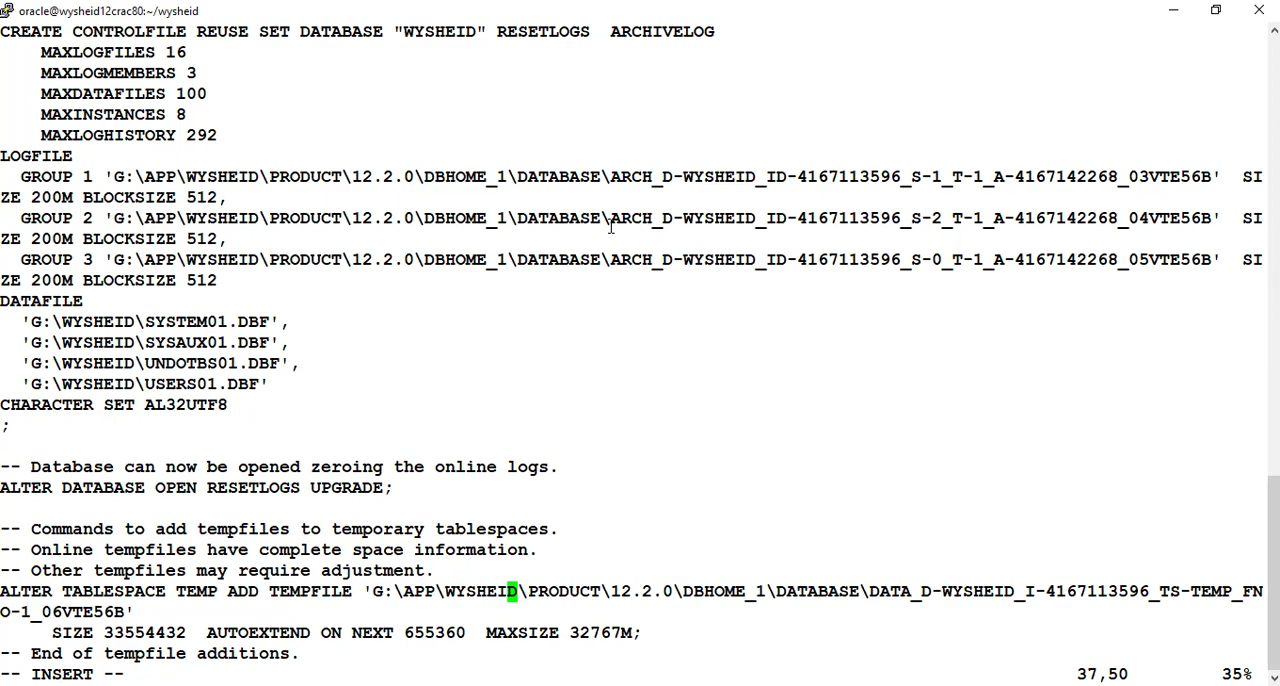 oracle@wysheid12crac80:~/wysheid
CREATE CONTROLFILE REUSE SET DATABASE "WYSHEID" RESETLOGS  ARCHIVELOG
    MAXLOGFILES 16
    MAXLOGMEMBERS 3
    MAXDATAFILES 100
    MAXINSTANCES 8
    MAXLOGHISTORY 292
LOGFILE
  GROUP 1 'G:\APP\WYSHEID\PRODUCT\12.2.0\DBHOME_1\DATABASE\ARCH_D-WYSHEID_ID-4167113596_S-1_T-1_A-4167142268_03VTE56B'  SI
ZE 200M BLOCKSIZE 512,
  GROUP 2 'G:\APP\WYSHEID\PRODUCT\12.2.0\DBHOME_1\DATABASE\ARCH_D-WYSHEID_ID-4167113596_S-2_T-1_A-4167142268_04VTE56B'  SI
ZE 200M BLOCKSIZE 512,
  GROUP 3 'G:\APP\WYSHEID\PRODUCT\12.2.0\DBHOME_1\DATABASE\ARCH_D-WYSHEID_ID-4167113596_S-0_T-1_A-4167142268_05VTE56B'  SI
ZE 200M BLOCKSIZE 512
DATAFILE
  'G:\WYSHEID\SYSTEM01.DBF',
  'G:\WYSHEID\SYSAUX01.DBF',
  'G:\WYSHEID\UNDOTBS01.DBF',
  'G:\WYSHEID\USERS01.DBF'
CHARACTER SET AL32UTF8
;
-- Database can now be opened zeroing the online logs.
ALTER DATABASE OPEN RESETLOGS UPGRADE;
-- Commands to add tempfiles to temporary tablespaces.
-- Online tempfiles have complete space information.
-- Other tempfiles may require adjustment.
ALTER TABLESPACE TEMP ADD TEMPFILE 'G:\APP\WYSHEID\PRODUCT\12.2.0\DBHOME_1\DATABASE\DATA_D-WYSHEID_I-4167113596_TS-TEMP_FN
O-1_06VTE56B'
     SIZE 33554432  AUTOEXTEND ON NEXT 655360  MAXSIZE 32767M;
-- End of tempfile additions.
-- INSERT --                                                                                            37,50         35%